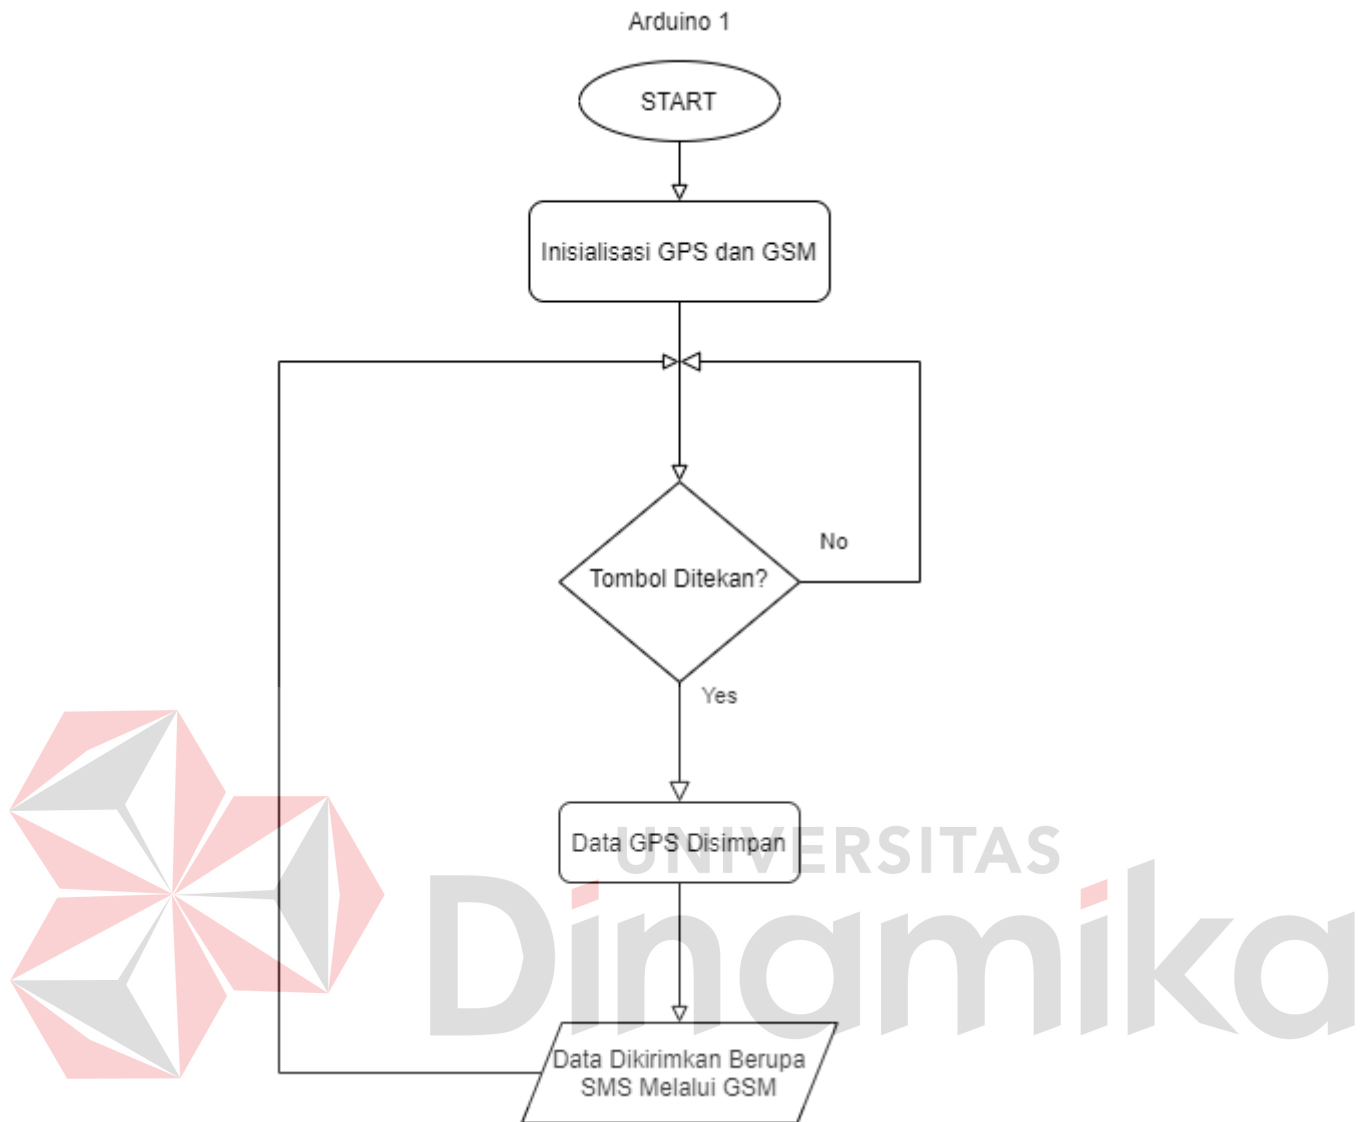 Arduino 1
START
Inisialisasi GPS dan GSM
No
Tombol Ditekan?
Yes
Data GPS Disimpan
UNIVERSITAS
Dinamika
Data Dikirimkan Berupa
SMS Melalui GSM